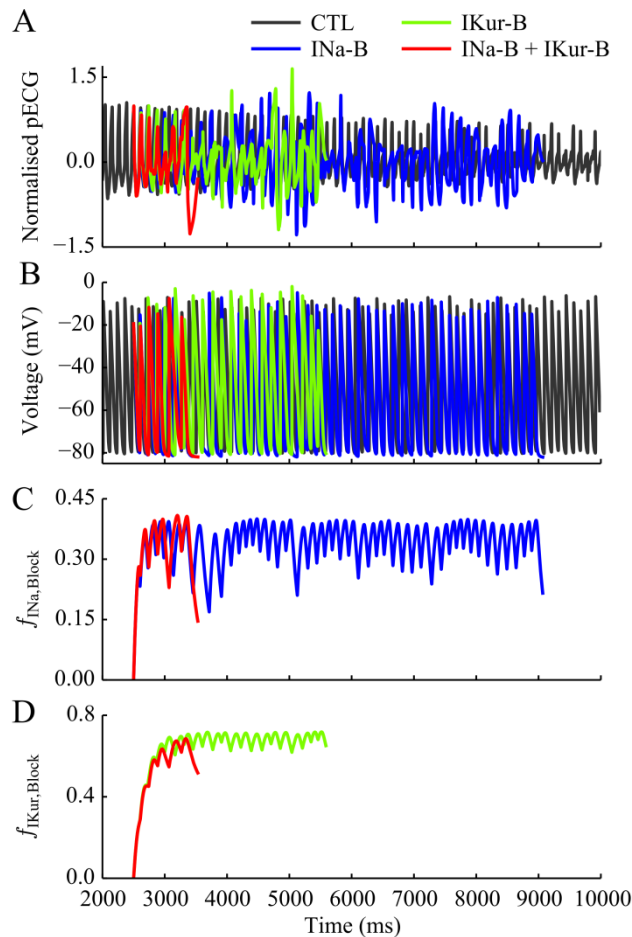 A
CTL
IKur-B
INa-B
INa-B + IKur-B
Normalised pECG
1.5
0.0
−1.5
B
Voltage (mV)
0
−20
−40
−60
−80
C
fINa,Block
0.45
0.30
0.15
0.00
D
fIKur,Block
0.8
0.4
0.0
2000 3000 4000 5000 6000 7000 8000 9000 10000
Time (ms)